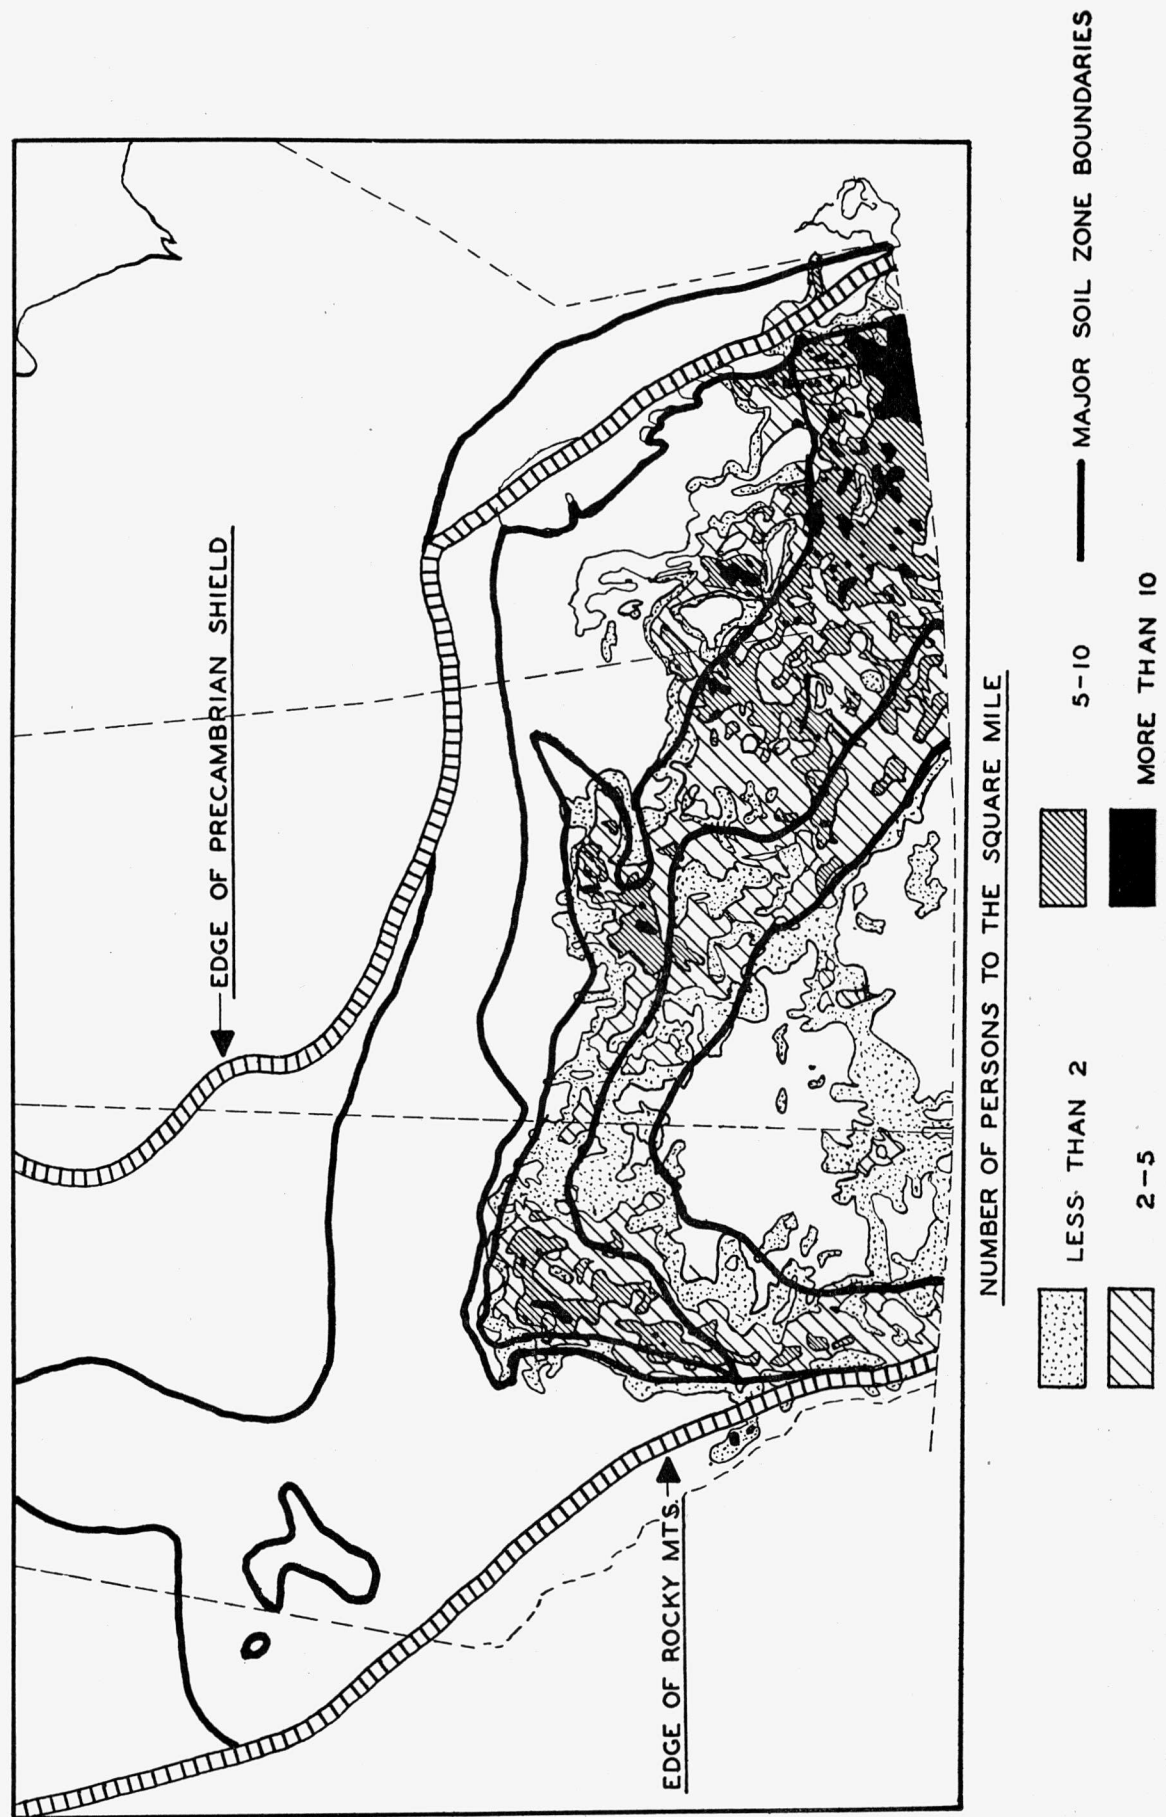 EDGE OF PRECAMBRIAN SHIELD
EDGE OF ROCKY MTS.
NUMBER OF PERSONS TO THE SQUARE MILE
LESS THAN 2
2-5
5-10
MORE THAN 10
MAJOR SOIL ZONE BOUNDARIES